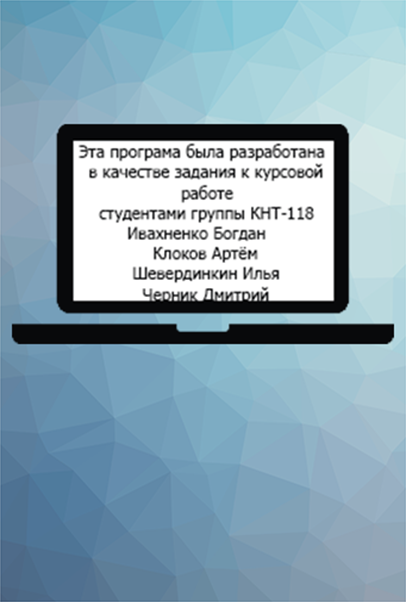 Эта програма была разработана
в качестве задания к курсовой
работе
студентами группы КНТ-118
Ивахненко Богдан
Клоков Артём
Шевердинкин Илья
Черник Дмитрий